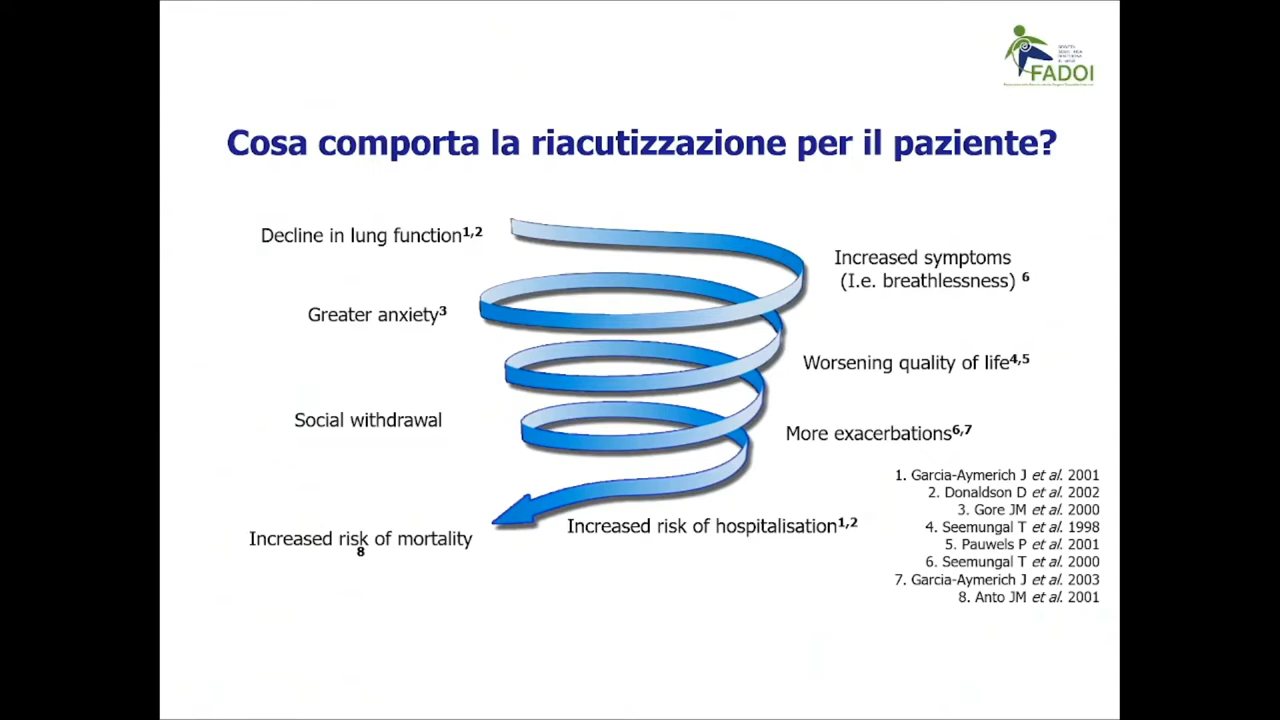 FADOI
Cosa comporta la riacutizzazione per il paziente?
Decline in lung function1,2
Increased symptoms
(I.e. breathlessness) 6
Greater anxiety3
Worsening quality of life4,5
Social withdrawal
More exacerbations6,7
Increased risk of hospitalisation1,2
Increased risk of mortality
8
1. Garcia-Aymerich J et al. 2001
2. Donaldson D et al. 2002
3. Gore JM et al. 2000
4. Seemungal T et al. 1998
5. Pauwels P et al. 2001
6. Seemungal T et al. 2000
7. Garcia-Aymerich J et al. 2003
8. Anto JM et al. 2001